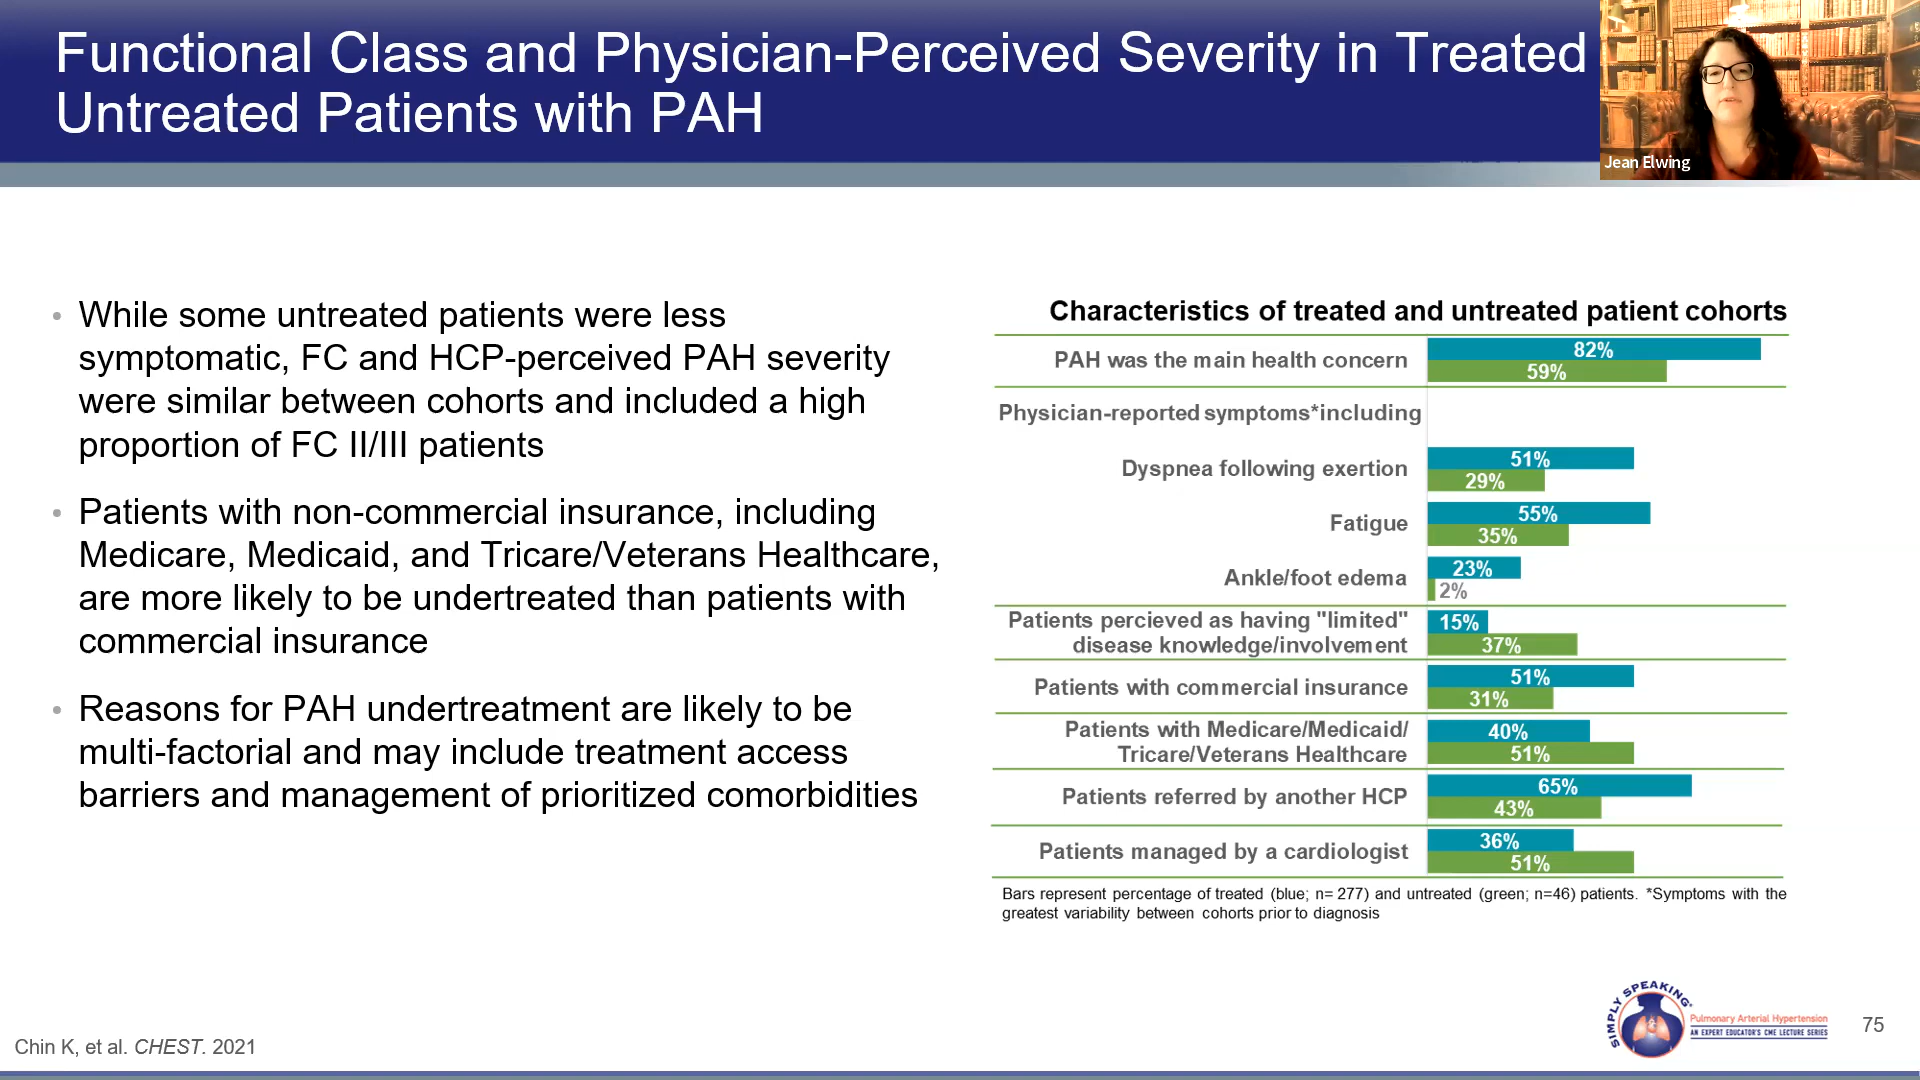 Functional Class and Physician-Perceived Severity in Treated
Untreated Patients with PAH
Jean Elwing
• While some untreated patients were less
symptomatic, FC and HCP-perceived PAH severity
were similar between cohorts and included a high
proportion of FC II/III patients
• Patients with non-commercial insurance, including
Medicare, Medicaid, and Tricare/Veterans Healthcare,
are more likely to be undertreated than patients with
commercial insurance
• Reasons for PAH undertreatment are likely to be
multi-factorial and may include treatment access
barriers and management of prioritized comorbidities
Characteristics of treated and untreated patient cohorts
PAH was the main health concern
82%
59%
Physician-reported symptoms*including
Dyspnea following exertion
51%
29%
Fatigue
55%
35%
Ankle/foot edema
23%
2%
Patients percieved as having "limited"
disease knowledge/involvement
15%
37%
Patients with commercial insurance
51%
31%
Patients with Medicare/Medicaid/
Tricare/Veterans Healthcare
40%
51%
Patients referred by another HCP
65%
43%
Patients managed by a cardiologist
36%
51%
Bars represent percentage of treated (blue; n= 277) and untreated (green; n=46) patients. *Symptoms with the
greatest variability between cohorts prior to diagnosis
SIMPLY SPEAKING
Pulmonary Arterial Hypertension
AN EXPERT EDUCATOR'S CME LECTURE SERIES
75
Chin K, et al. CHEST. 2021